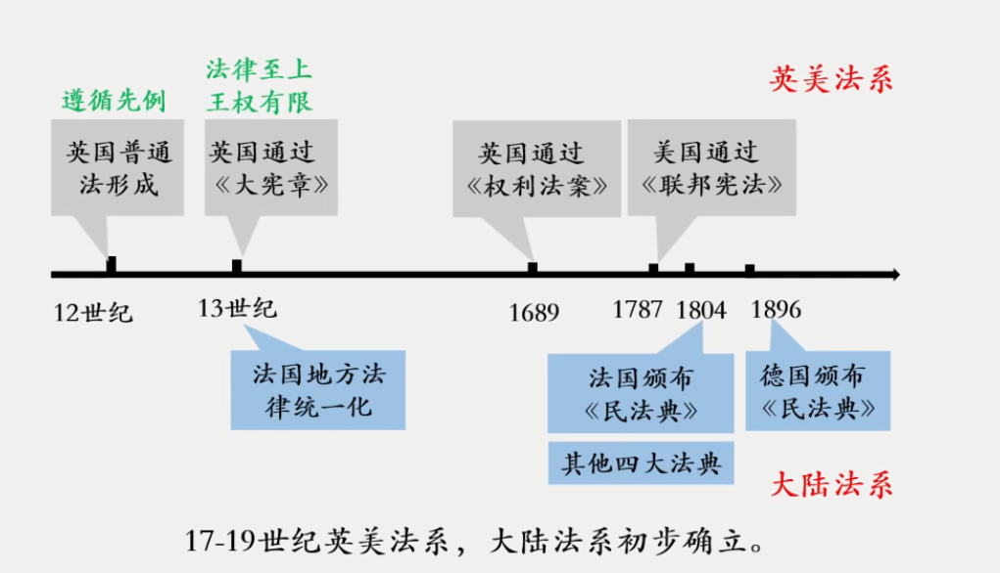 法律至上
王权有限
英美法系
遵循先例
英国普通
法形成
英国通过
《大宪章》
英国通过
《权利法案》
美国通过
《联邦宪法》
12世纪
13世纪
1689
1787
1804
1896
法国地方法
律统一化
法国颁布
《民法典》
德国颁布
《民法典》
其他四大法典
大陆法系
17-19世纪英美法系，大陆法系初步确立。